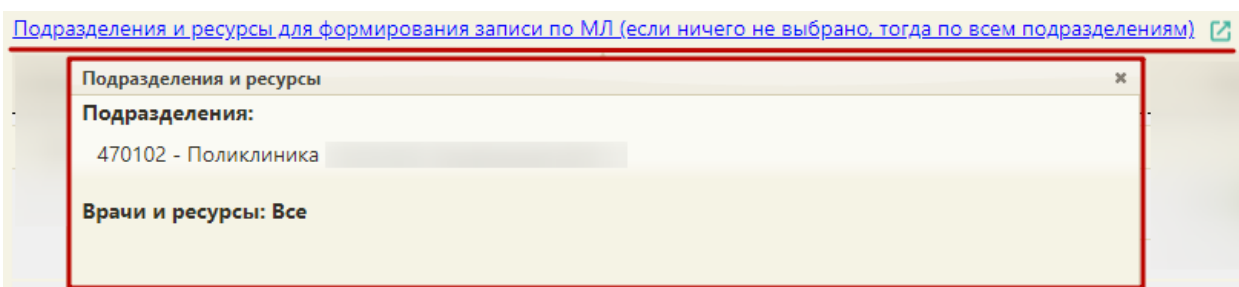 Подразделения и ресурсы для формирования записи по МЛ (если ничего не выбрано, тогда по всем подразделениям)
Подразделения и ресурсы
Подразделения:
470102 - Поликлиника
Врачи и ресурсы: Все